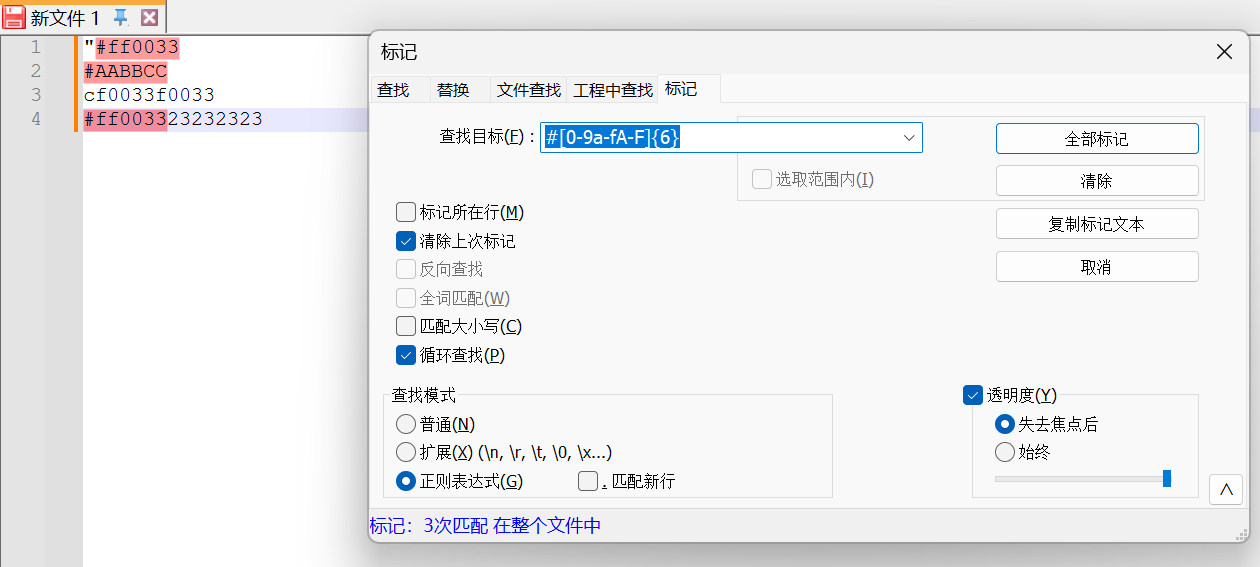 新文件 1
1 "#ff0033
2 #AABBCC
3 cf0033f0033
4 #ff003323232323
标记
查找 替换 文件查找 工程中查找 标记
查找目标(F) : #[0-9a-fA-F]{6}
全部标记
选取范围内(I)
清除
标记所在行(M)
复制标记文本
清除上次标记
反向查找
取消
全词匹配(W)
匹配大小写(C)
循环查找(P)
查找模式
透明度(Y)
普通(N)
失去焦点后
扩展(X) (\n, \r, \t, \0, \x...)
始终
正则表达式(G) . 匹配新行
标记: 3次匹配 在整个文件中